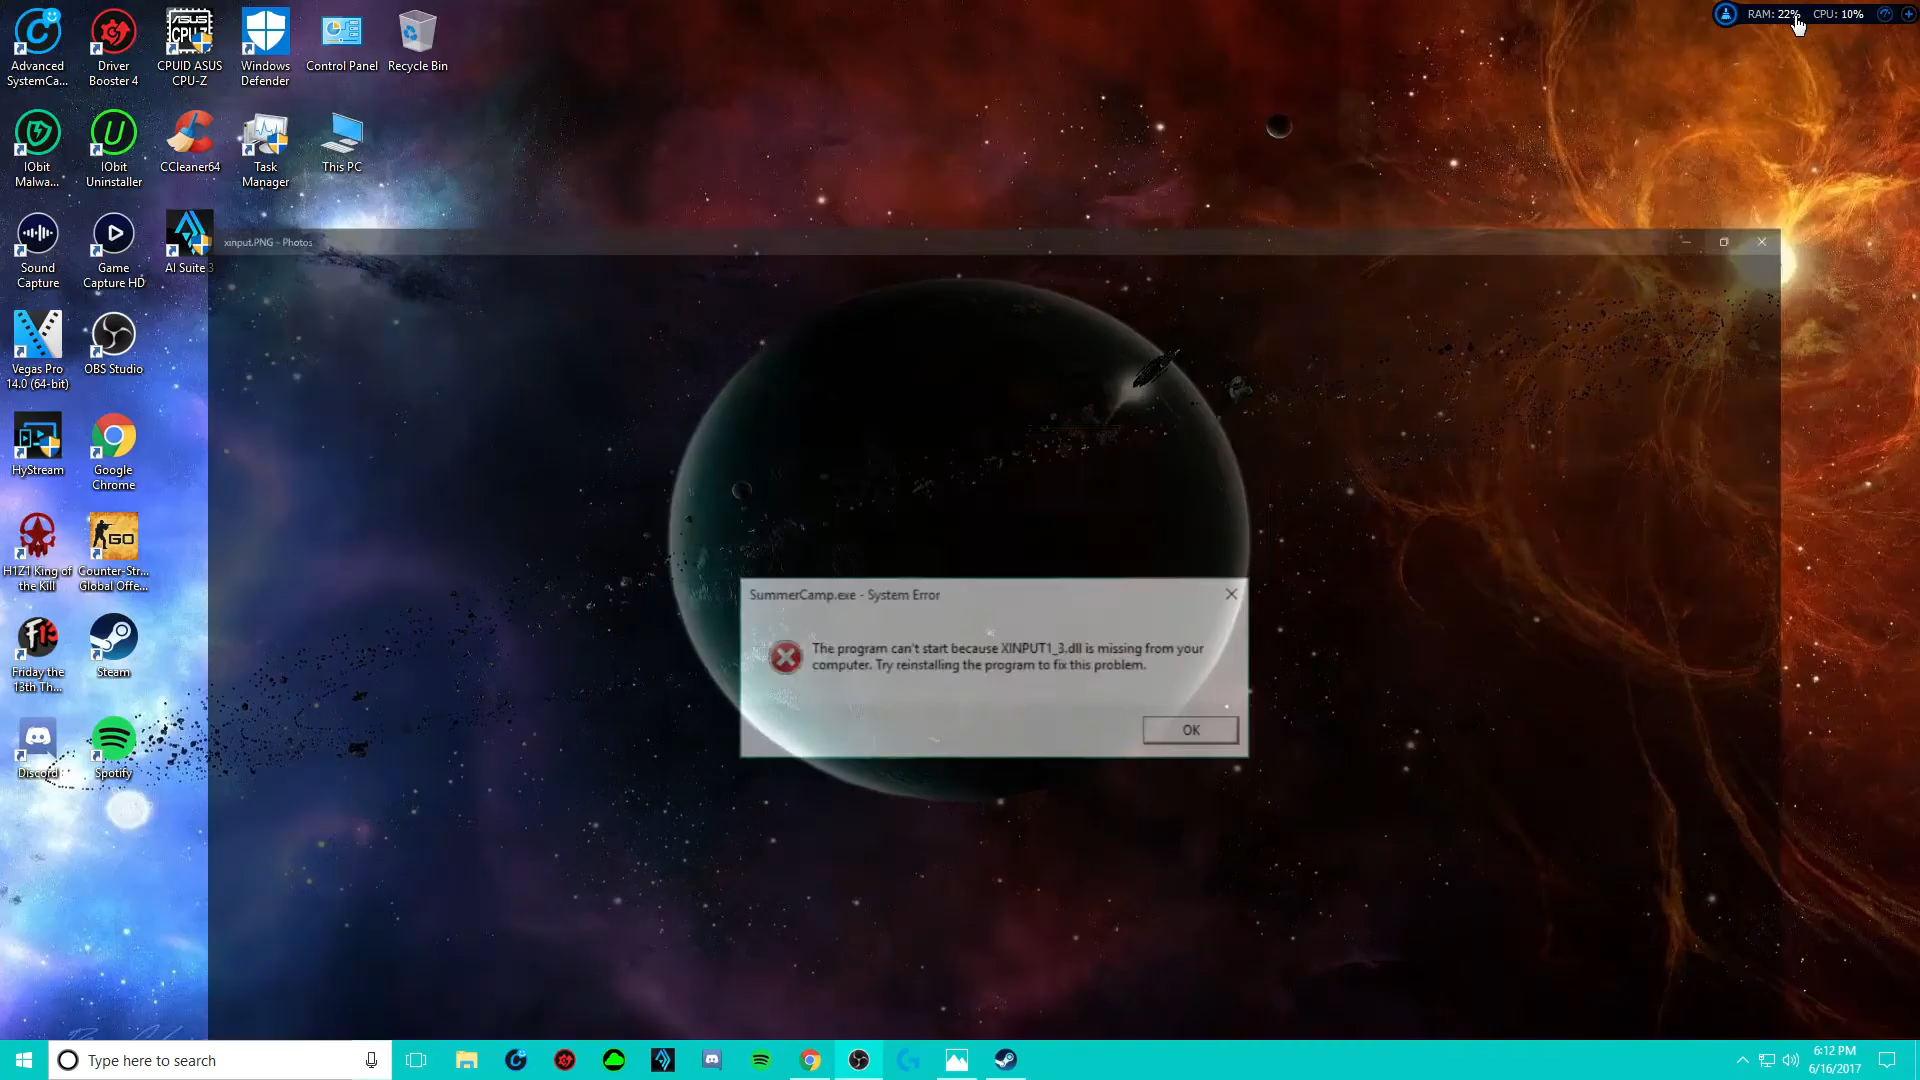 RAM: 22%
CPU: 10%
Advanced
SystemCa...
Driver
Booster 4
CPUID ASUS
CPU-Z
Windows
Defender
Control Panel
Recycle Bin
IObit
Malwa...
IObit
Uninstaller
CCleaner64
Task
Manager
This PC
Sound
Capture
Game
Capture HD
AI Suite 3
xinput.PNG - Photos
Vegas Pro
14.0 (64-bit)
OBS Studio
HyStream
Google
Chrome
H1Z1 King of
the Kill
Counter-Str...
Global Offe...
SummerCamp.exe - System Error
The program can't start because XINPUT1_3.dll is missing from your
computer. Try reinstalling the program to fix this problem.
OK
Friday the
13th Th...
Steam
Discord
Spotify
Type here to search
6:12 PM
6/16/2017